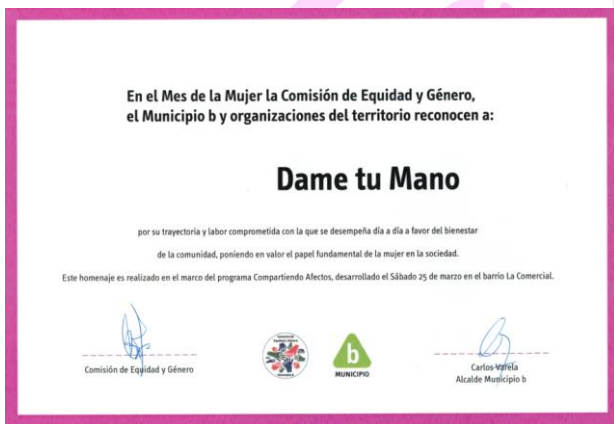 En el Mes de la Mujer la Comisión de Equidad y Género,
el Municipio b y organizaciones del territorio reconocen a:
Dame tu Mano
por su trayectoria y labor comprometida con la que se desempeña día a día a favor del bienestar
de la comunidad, poniendo en valor el papel fundamental de la mujer en la sociedad.
Este homenaje es realizado en el marco del programa Compartiendo Afectos, desarrollado el Sábado 25 de marzo en el barrio La Comercial.
Comisión de Equidad y Género
b
MUNICIPIO
Carlos Varela
Alcalde Municipio b